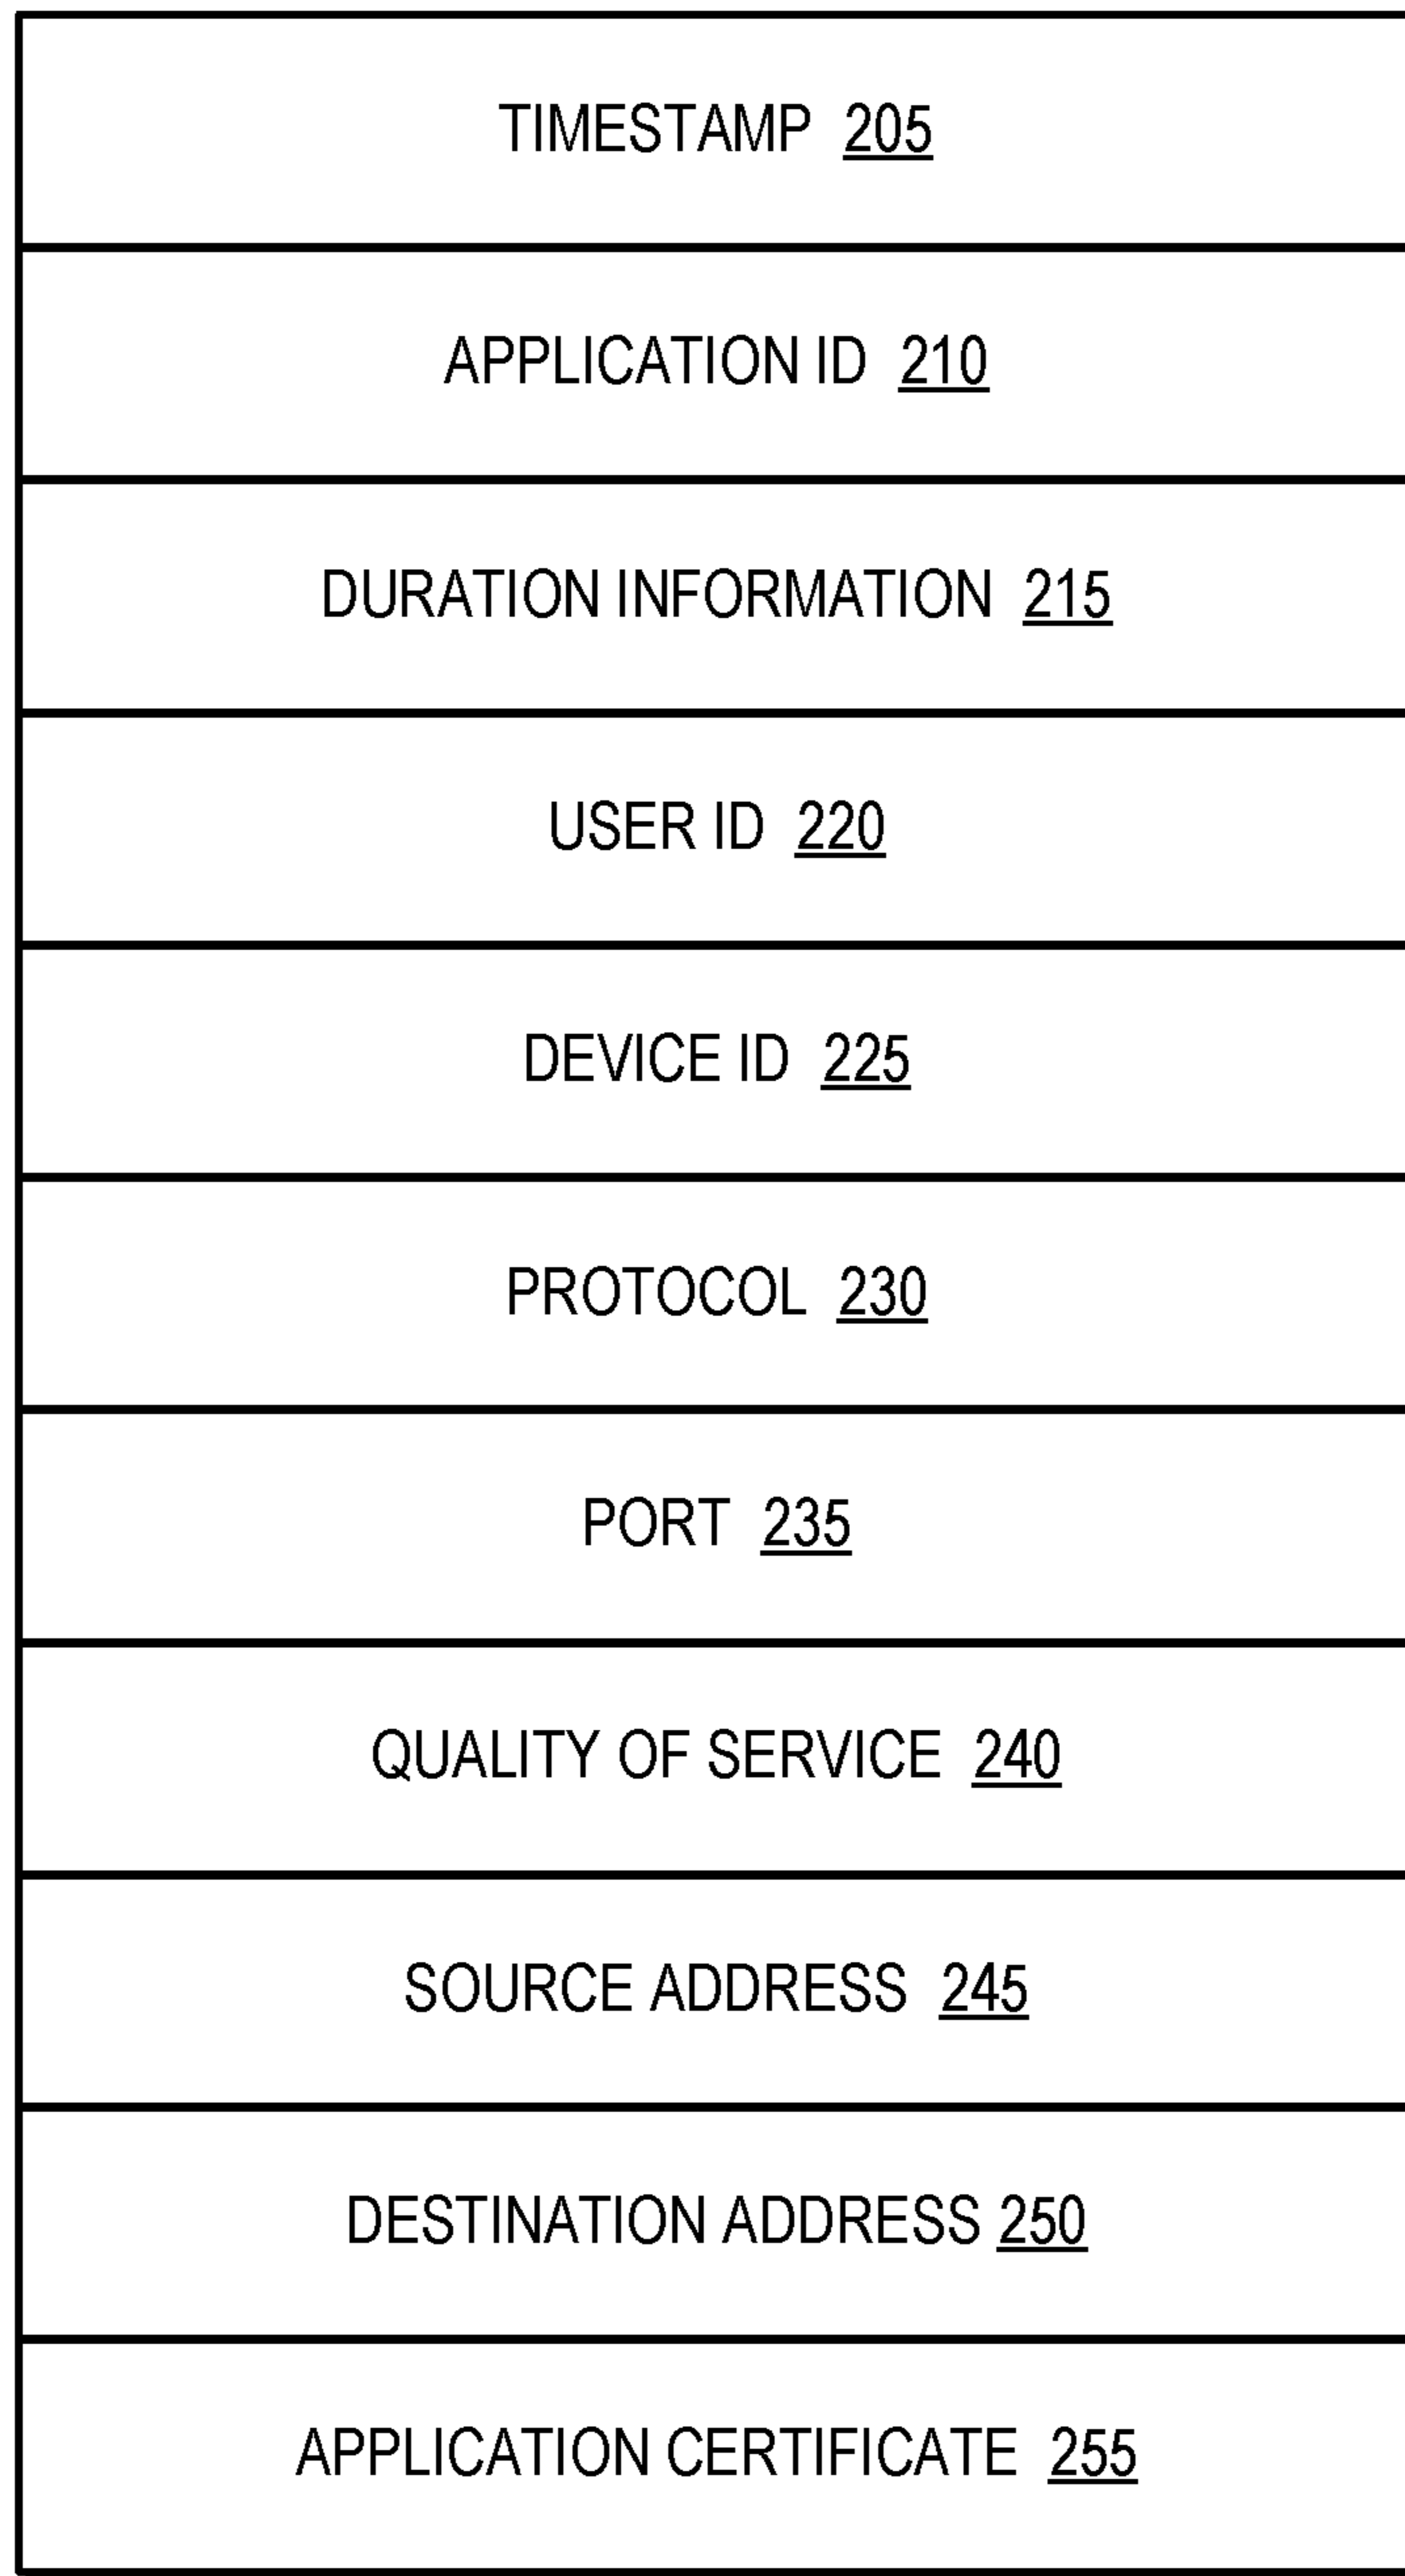 TIMESTAMP 205
APPLICATION ID 210
DURATION INFORMATION 215
USER ID 220
DEVICE ID 225
PROTOCOL 230
PORT 235
QUALITY OF SERVICE 240
SOURCE ADDRESS 245
DESTINATION ADDRESS 250
APPLICATION CERTIFICATE 255